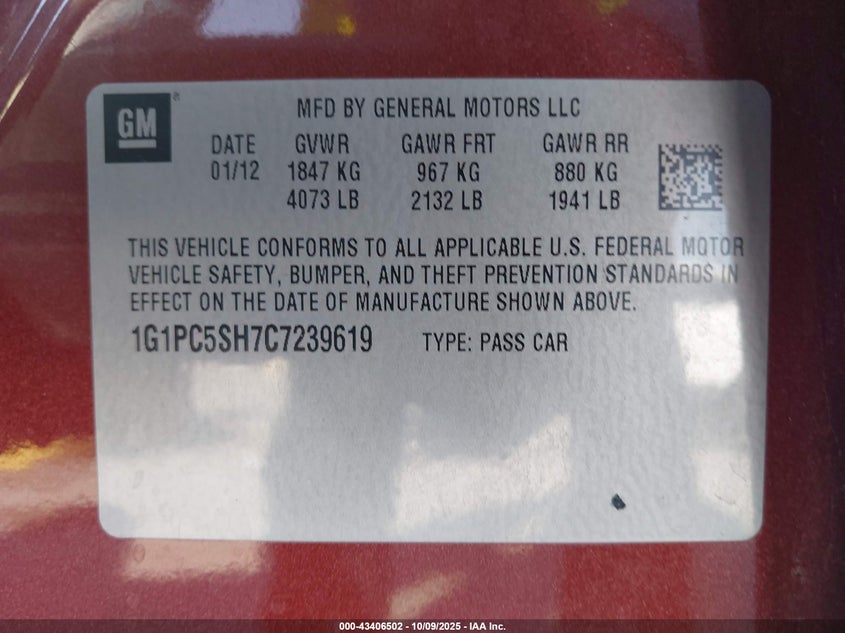 GM®
MFD BY GENERAL MOTORS LLC
DATE GVWR GAWR FRT GAWR RR
01/12 1847 KG 967 KG 880 KG
4073 LB 2132 LB 1941 LB
THIS VEHICLE CONFORMS TO ALL APPLICABLE U.S. FEDERAL MOTOR
VEHICLE SAFETY, BUMPER, AND THEFT PREVENTION STANDARDS IN
EFFECT ON THE DATE OF MANUFACTURE SHOWN ABOVE.
1G1PC5SH7C7239619 TYPE: PASS CAR
000-43406502 - 10/09/2025 - IAA Inc.